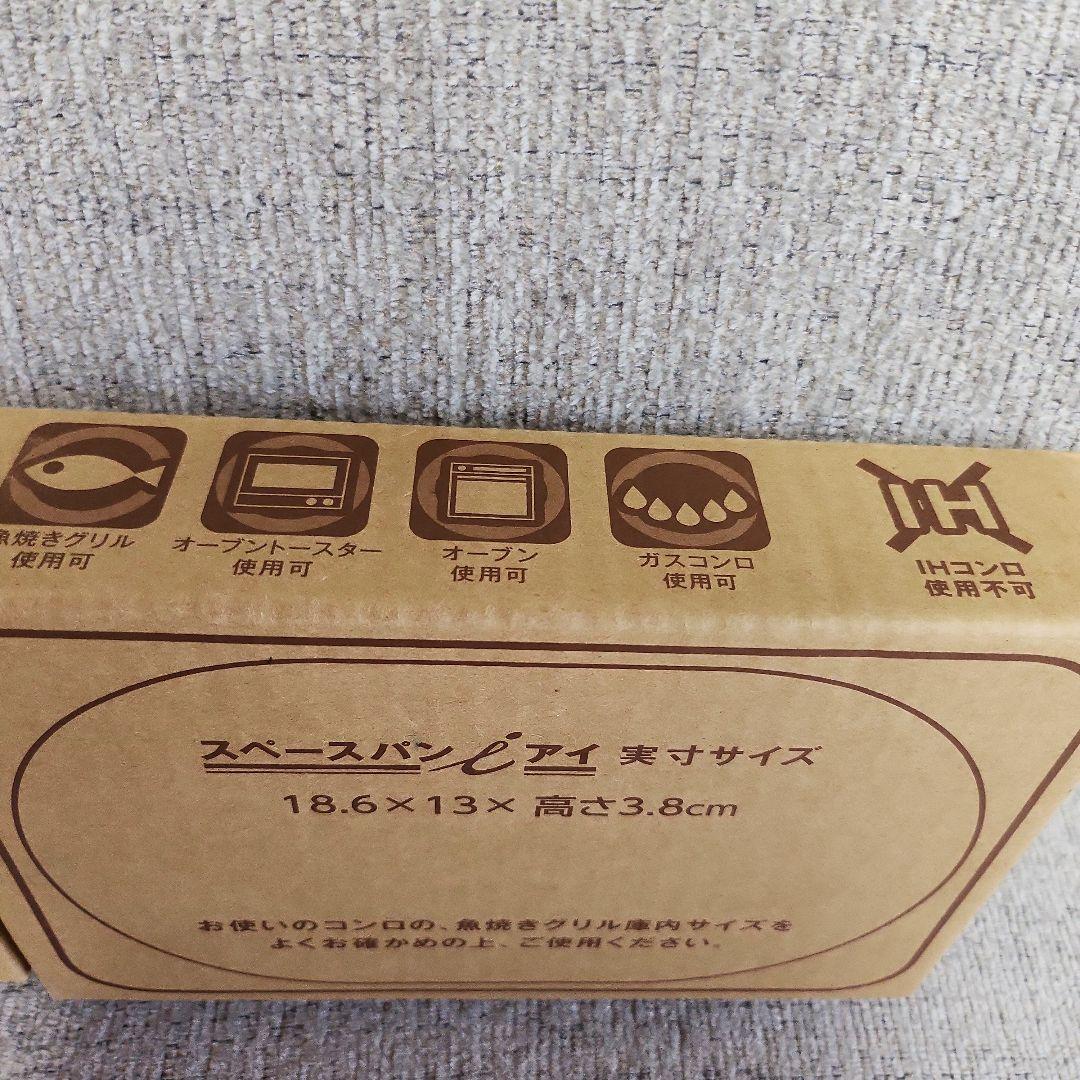 魚焼きグリル
使用可
オーブントースター
使用可
オーブン
使用可
ガスコンロ
使用可
IH
IHコンロ
使用不可
スペースパン i アイ 実寸サイズ
18.6×13× 高さ3.8cm
お使いのコンロの、魚焼きグリル庫内サイズを
よくお確かめの上、ご使用ください。